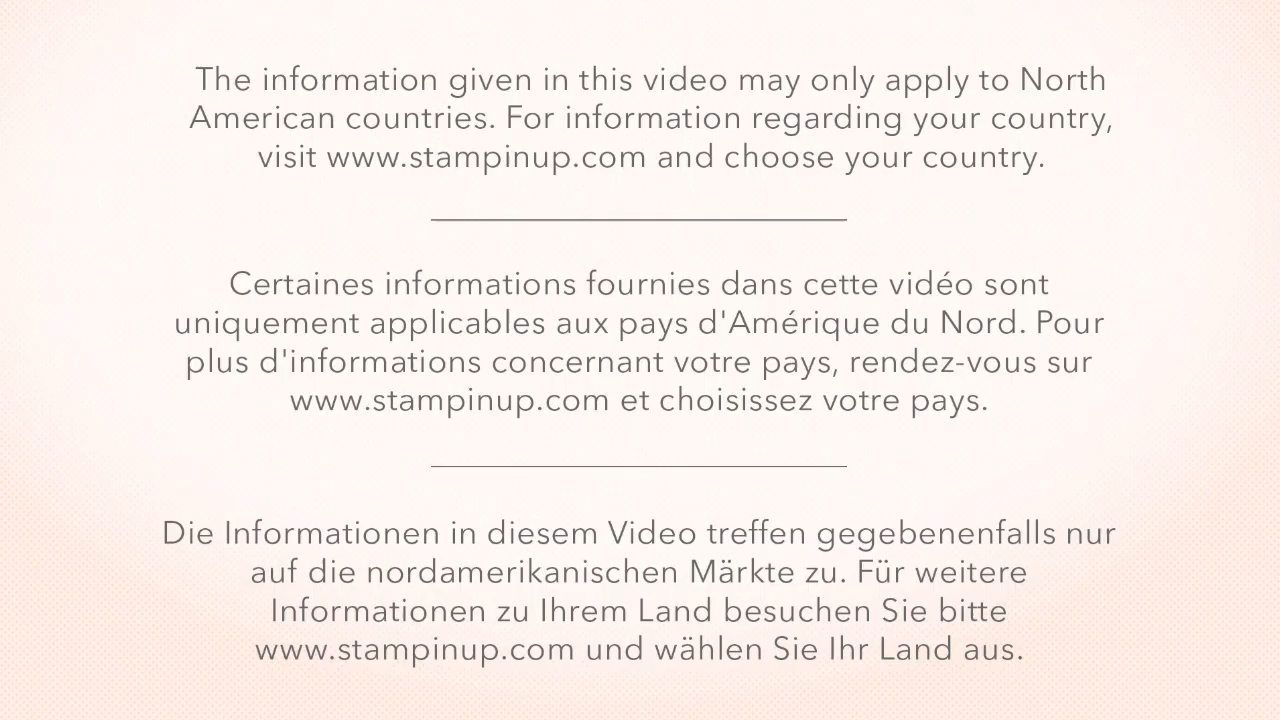 The information given in this video may only apply to North
American countries. For information regarding your country,
visit www.stampinup.com and choose your country.
Certaines informations fournies dans cette vidéo sont
uniquement applicables aux pays d'Amérique du Nord. Pour
plus d'informations concernant votre pays, rendez-vous sur
www.stampinup.com et choisissez votre pays.
Die Informationen in diesem Video treffen gegebenenfalls nur
auf die nordamerikanischen Märkte zu. Für weitere
Informationen zu Ihrem Land besuchen Sie bitte
www.stampinup.com und wählen Sie Ihr Land aus.